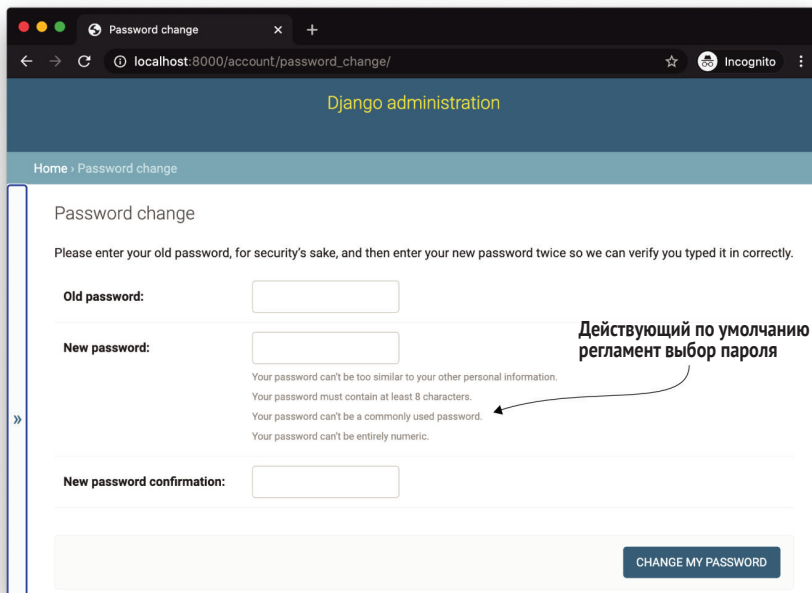 Password change
localhost:8000/account/password_change/
Incognito
Django administration
Home › Password change
Password change
Please enter your old password, for security's sake, and then enter your new password twice so we can verify you typed it in correctly.
Old password:
New password:
Действующий по умолчанию
регламент выбор пароля
Your password can't be too similar to your other personal information.
Your password must contain at least 8 characters.
Your password can't be a commonly used password.
Your password can't be entirely numeric.
»
New password confirmation:
CHANGE MY PASSWORD